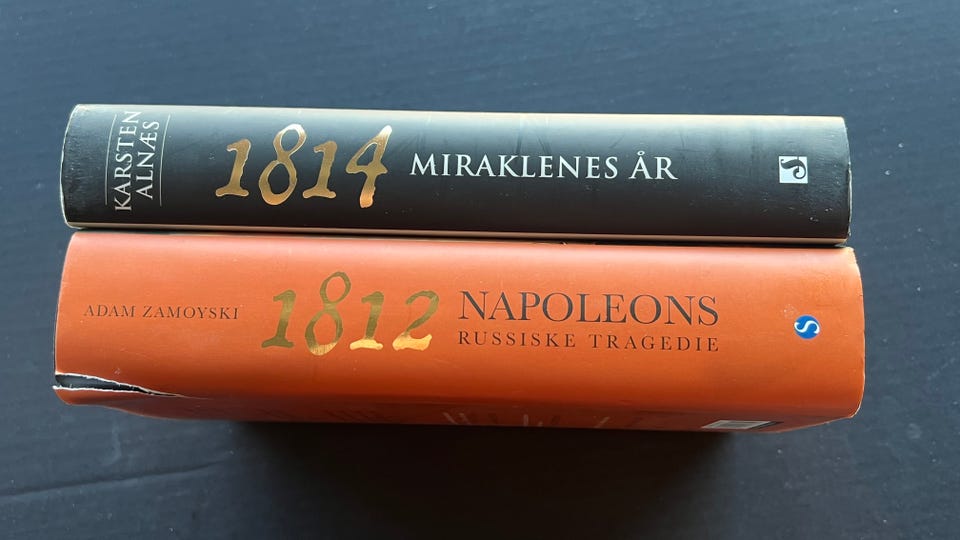 KARSTEN
ALNÆS
1814 MIRAKLENES ÅR
ADAM ZAMOYSKI
1812 NAPOLEONS
RUSSISKE TRAGEDIE